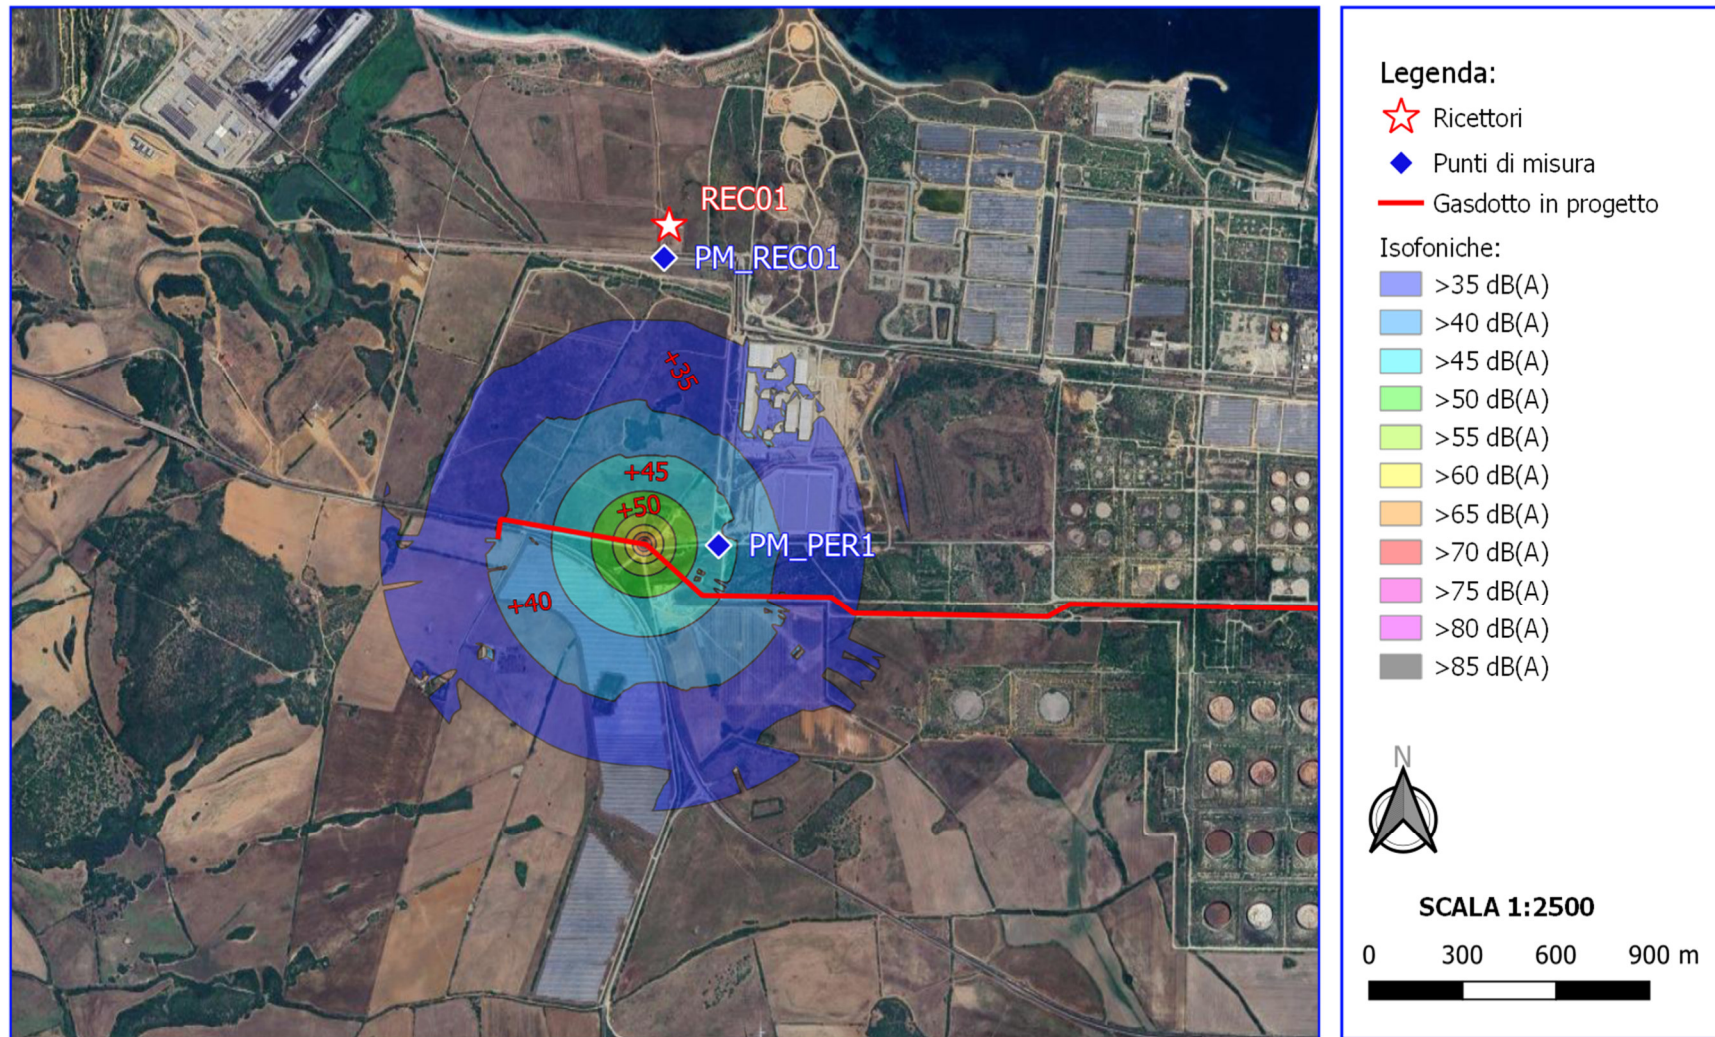 REC01
PM_REC01
+35
+45
+50
PM_PER1
+40
Legenda:
Ricettori
Punti di misura
Gasdotto in progetto
Isofoniche:
>35 dB(A)
>40 dB(A)
>45 dB(A)
>50 dB(A)
>55 dB(A)
>60 dB(A)
>65 dB(A)
>70 dB(A)
>75 dB(A)
>80 dB(A)
>85 dB(A)
N
SCALA 1:2500
0 300 600 900 m